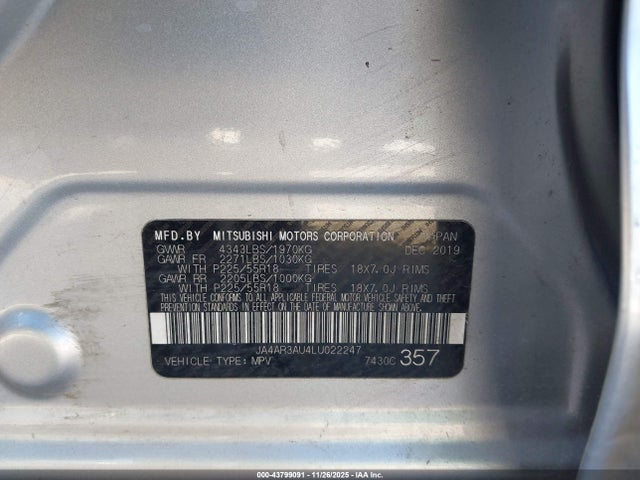 MFD.BY MITSUBISHI MOTORS CORPORATION PAN
GVWR 4343LBS/1970KG DEC 2019
GAWR FR 2271LBS/1030KG
WITH P225/55R18 TIRES 18X7.0J RIMS
GAWR RR 2205LBS/1000KG
WITH P225/55R18 TIRES 18X7.0J RIMS
THIS VEHICLE CONFORMS TO ALL APPLICABLE FEDERAL MOTOR VEHICLE SAFETY AND THEFT
PREVENTION STANDARDS IN EFFECT ON THE DATE OF MANUFACTURE SHOWN ABOVE.
JA4AR3AU4LU022247
VEHICLE TYPE: MPV 7430C 357
000-43799091 | 11/26/2025 | IAA Inc.